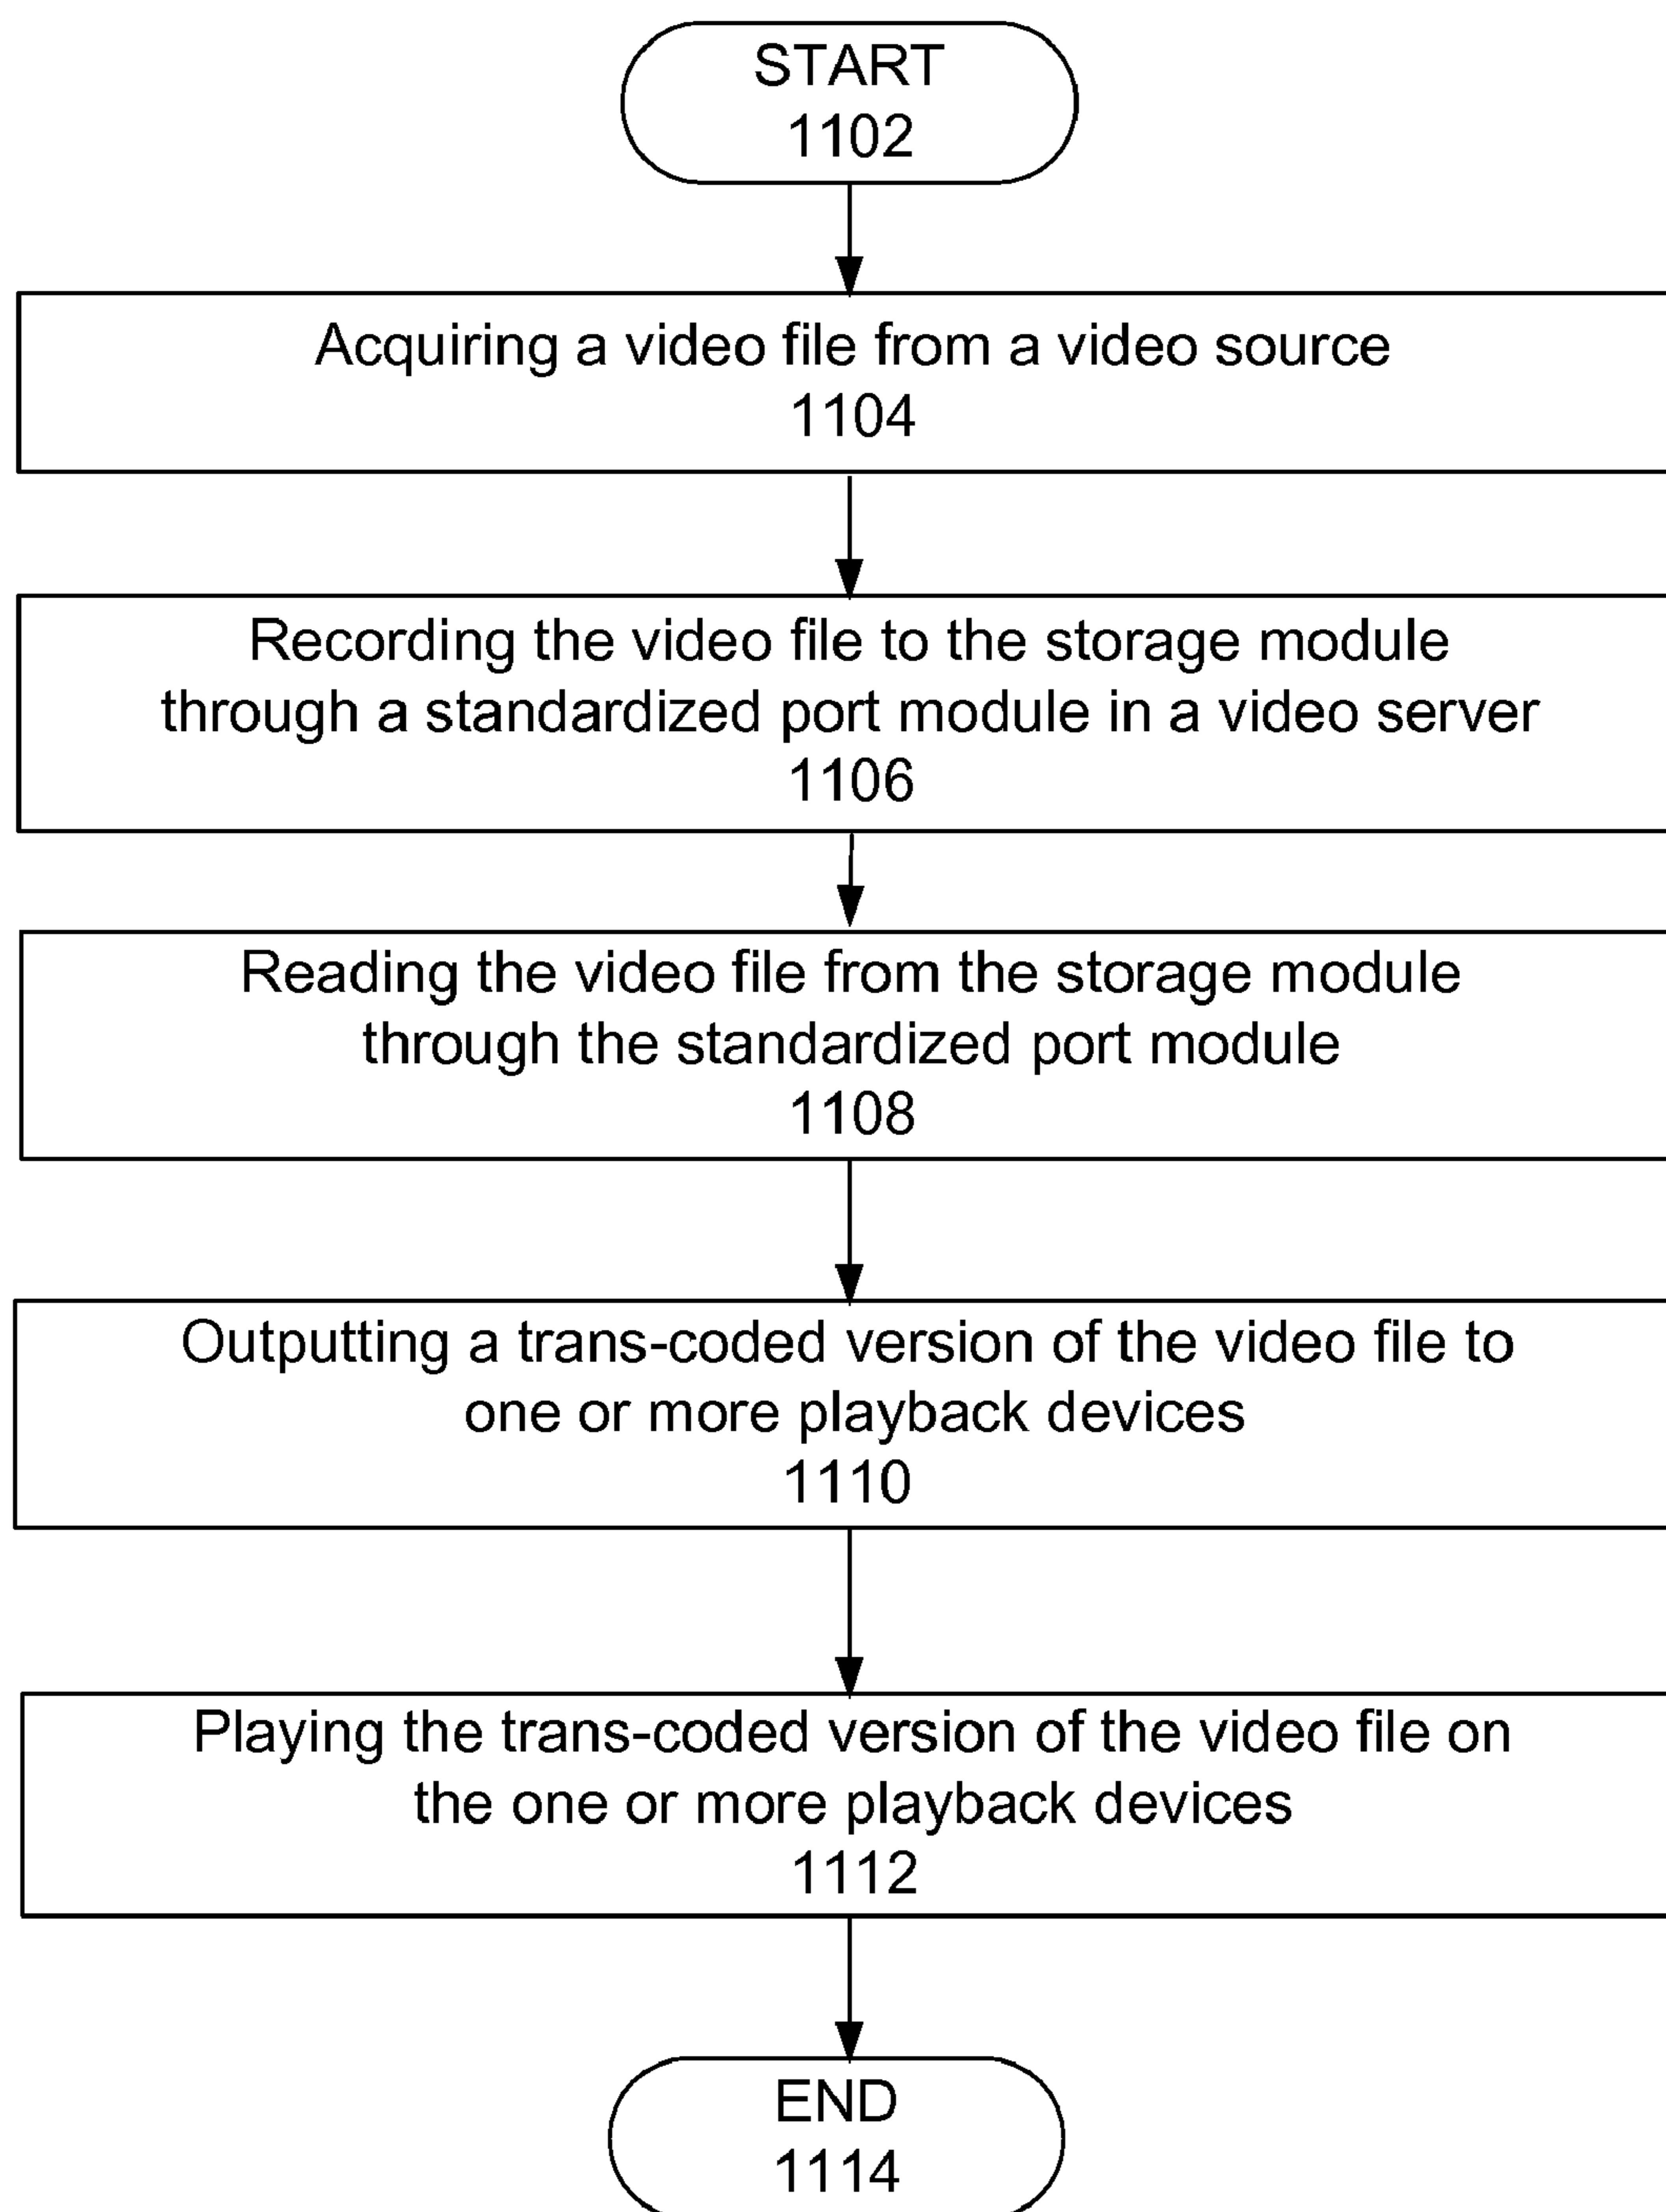 START
1102
Acquiring a video file from a video source
1104
Recording the video file to the storage module
through a standardized port module in a video server
1106
Reading the video file from the storage module
through the standardized port module
1108
Outputting a trans-coded version of the video file to
one or more playback devices
1110
Playing the trans-coded version of the video file on
the one or more playback devices
1112
END
1114